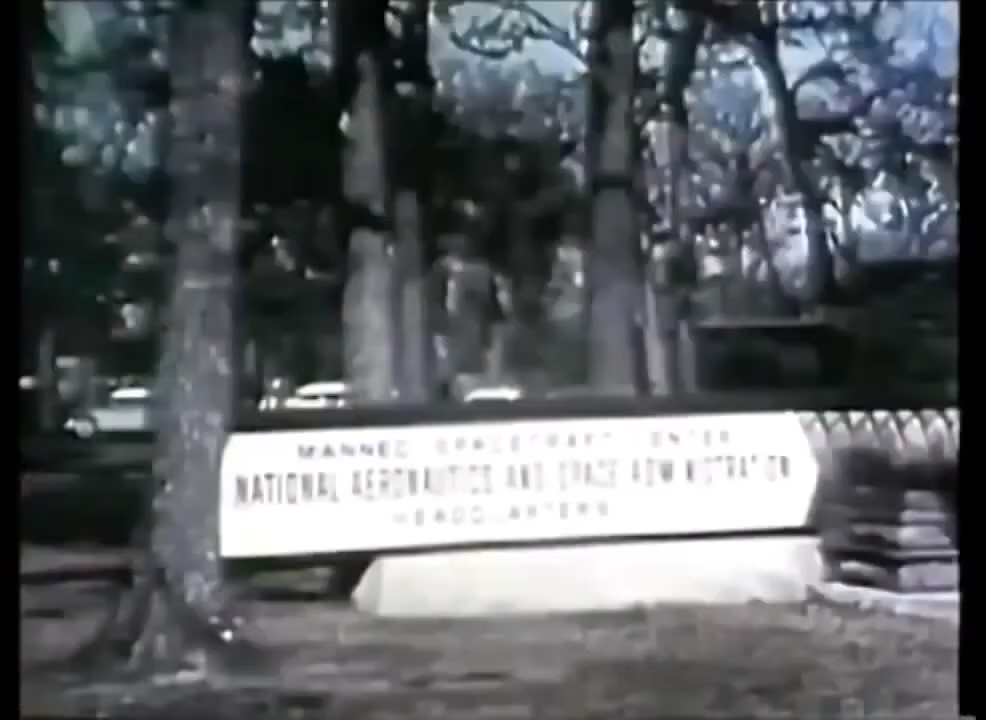 MANNED SPACECRAFT CENTER
NATIONAL AERONAUTICS AND SPACE ADMINISTRATION
HEADQUARTERS